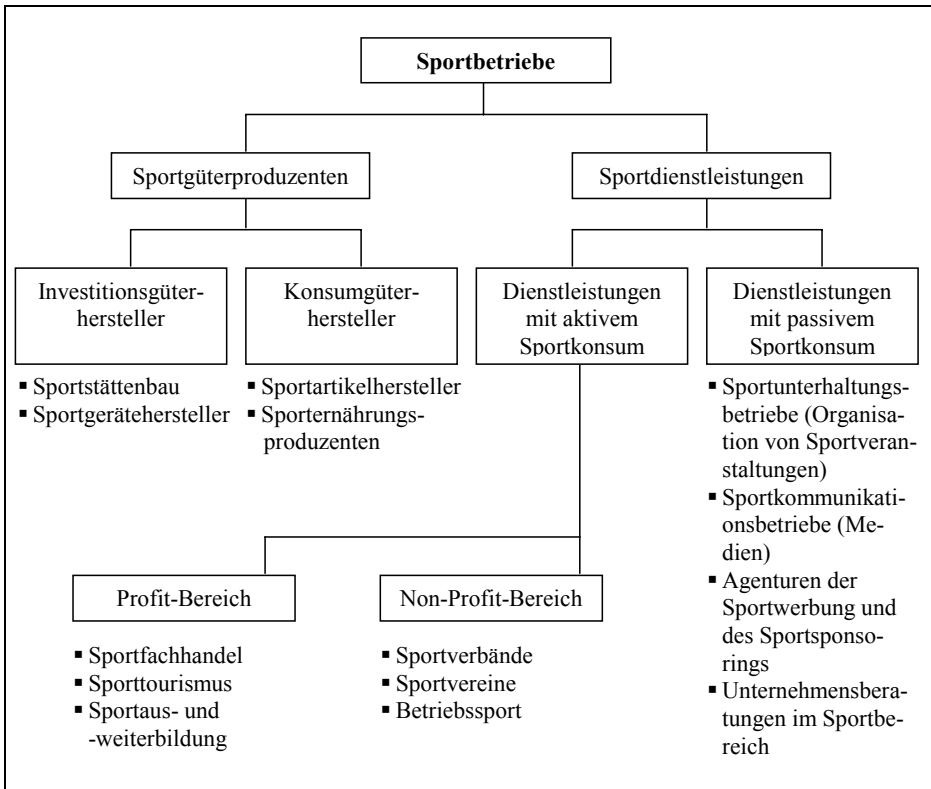 Sportbetriebe
Sportgüterproduzenten
Sportdienstleistungen
Investitionsgüter-
hersteller
Konsumgüter-
hersteller
Dienstleistungen
mit aktivem
Sportkonsum
Dienstleistungen
mit passivem
Sportkonsum
▪ Sportstättenbau
▪ Sportgerätehersteller
▪ Sportartikelhersteller
▪ Sporternährungs-
produzenten
▪ Sportunterhaltungs-
betriebe (Organisa-
tion von Sportveran-
staltungen)
▪ Sportkommunikati-
onsbetriebe (Me-
dien)
▪ Agenturen der
Sportwerbung und
des Sportsponso-
rings
▪ Unternehmensbera-
tungen im Sportbe-
reich
Profit-Bereich
Non-Profit-Bereich
▪ Sportfachhandel
▪ Sporttourismus
▪ Sportaus- und
-weiterbildung
▪ Sportverbände
▪ Sportvereine
▪ Betriebssport